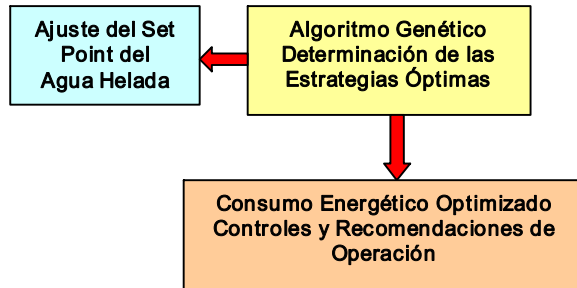 Ajuste del Set
Point del
Agua Helada
Algoritmo Genético
Determinación de las
Estrategias Óptimas
Consumo Energético Optimizado
Controles y Recomendaciones de
Operación